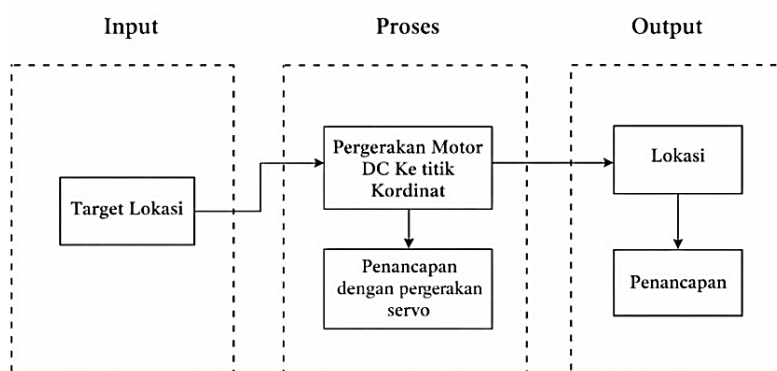 Input
Proses
Output
Target Lokasi
Pergerakan Motor
DC Ke titik
Kordinat
Penancapan
dengan pergerakan
servo
Lokasi
Penancapan